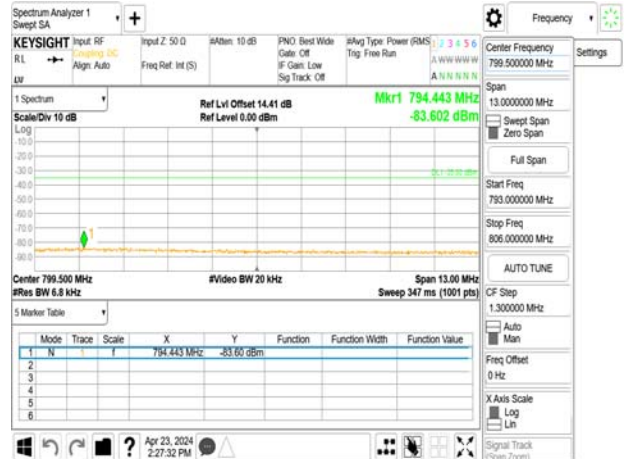 Spectrum Analyzer 1
Swept SA
+
Frequency
KEYSIGHT Input: RF Input Z: 50 Ω #Atten: 10 dB PNO: Best Wide #Avg Type: Power (RMS 1 2 3 4 5 6
RL Coupling: DC Gate: Off Trig: Free Run A W W W W W
Align: Auto Freq Ref: Int (S) IF Gain: Low
Sig Track: Off A N N N N N
Center Frequency
799.500000 MHz
Settings
Span
13.0000000 MHz
Swept Span
Zero Span
Full Span
Start Freq
793.000000 MHz
Stop Freq
806.000000 MHz
AUTO TUNE
CF Step
1.300000 MHz
Auto
Man
Freq Offset
0 Hz
X Axis Scale
Log
Lin
Signal Track
(Span Zoom)
1 Spectrum
Ref Lvl Offset 14.41 dB
Mkr1 794.443 MHz
Scale/Div 10 dB
Ref Level 0.00 dBm
-83.602 dBm
Log
-10.0
-20.0
-30.0
-40.0
-50.0
-60.0
-70.0
-80.0
-90.0
1
Center 799.500 MHz
#Video BW 20 kHz
Span 13.00 MHz
#Res BW 6.8 kHz
Sweep 347 ms (1001 pts)
5 Marker Table
Mode Trace Scale X Y Function Function Width Function Value
1 N 1 f 794.443 MHz -83.60 dBm
2
3
4
5
6
?
Apr 23, 2024
2:27:32 PM